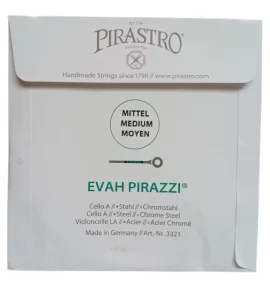 PIRASTRO
Handmade Strings since 1798 // www.pirastro.com
MITTEL
MEDIUM
MOYEN
EVAH PIRAZZI®
Cello A // •Stahl // •Chromstahl
Cello A // •Steel // •Chrome Steel
Violoncelle LA // •Acier // •Acier Chromé
Made in Germany //Art.-Nr. 3321